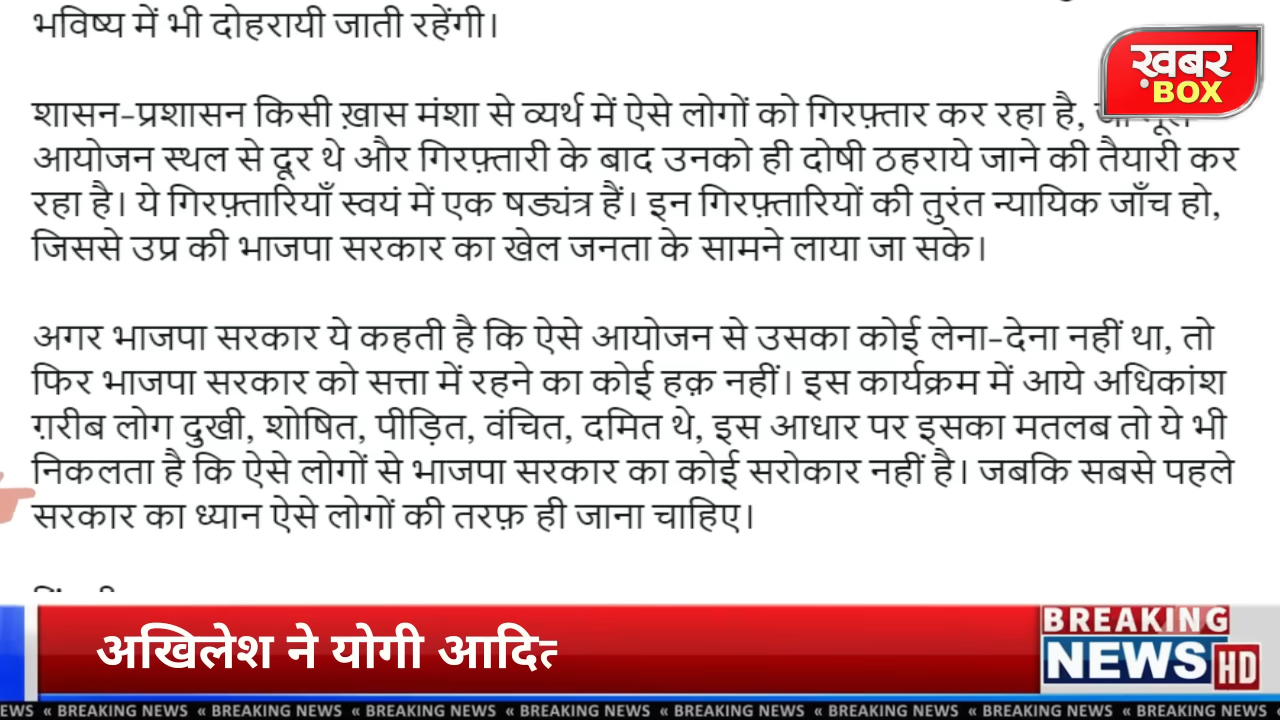 भविष्य में भी दोहरायी जाती रहेंगी।
ख़बर
BOX
शासन-प्रशासन किसी ख़ास मंशा से व्यर्थ में ऐसे लोगों को गिरफ़्तार कर रहा है,
आयोजन स्थल से दूर थे और गिरफ़्तारी के बाद उनको ही दोषी ठहराये जाने की तैयारी कर
रहा है। ये गिरफ़्तारियाँ स्वयं में एक षड्यंत्र हैं। इन गिरफ़्तारियों की तुरंत न्यायिक जाँच हो,
जिससे उप्र की भाजपा सरकार का खेल जनता के सामने लाया जा सके।
अगर भाजपा सरकार ये कहती है कि ऐसे आयोजन से उसका कोई लेना-देना नहीं था, तो
फिर भाजपा सरकार को सत्ता में रहने का कोई हक़ नहीं। इस कार्यक्रम में आये अधिकांश
ग़रीब लोग दुखी, शोषित, पीड़ित, वंचित, दमित थे, इस आधार पर इसका मतलब तो ये भी
निकलता है कि ऐसे लोगों से भाजपा सरकार का कोई सरोकार नहीं है। जबकि सबसे पहले
सरकार का ध्यान ऐसे लोगों की तरफ़ ही जाना चाहिए।
अखिलेश ने योगी आदित्
BREAKING
NEWS HD
EWS « BREAKING NEWS « BREAKING NEWS « BREAKING NEWS « BREAKING NEWS « BREAKING NEWS « BREAKING NEWS « BREAKING NEWS « BREAKING NEWS «